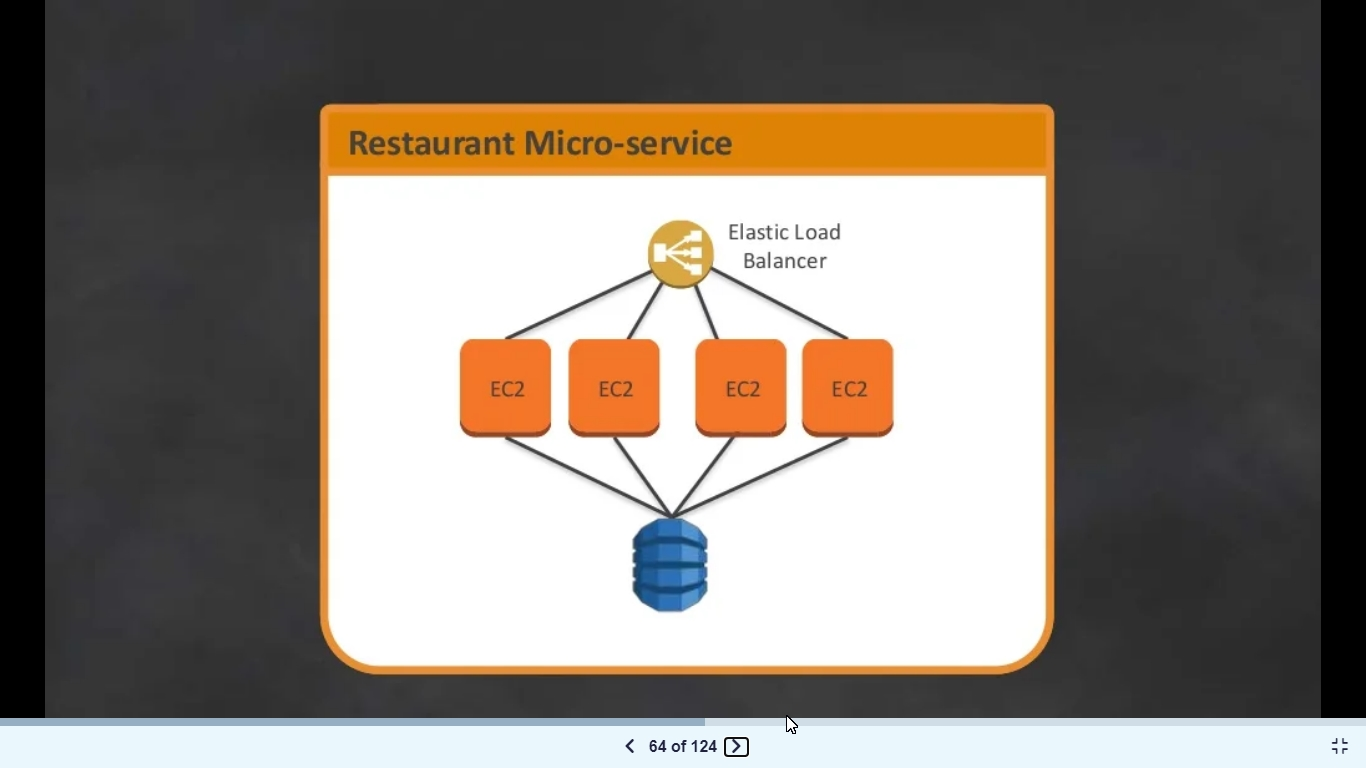 Restaurant Micro-service
Elastic Load
Balancer
EC2
EC2
EC2
EC2
64 of 124